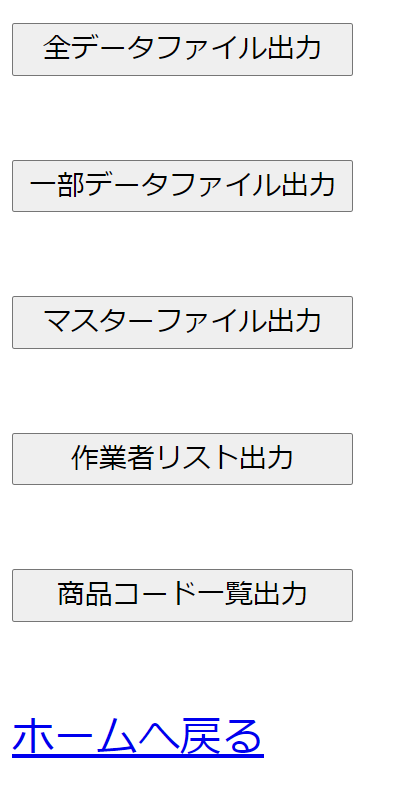 全データファイル出力
一部データファイル出力
マスターファイル出力
作業者リスト出力
商品コード一覧出力
ホームへ戻る